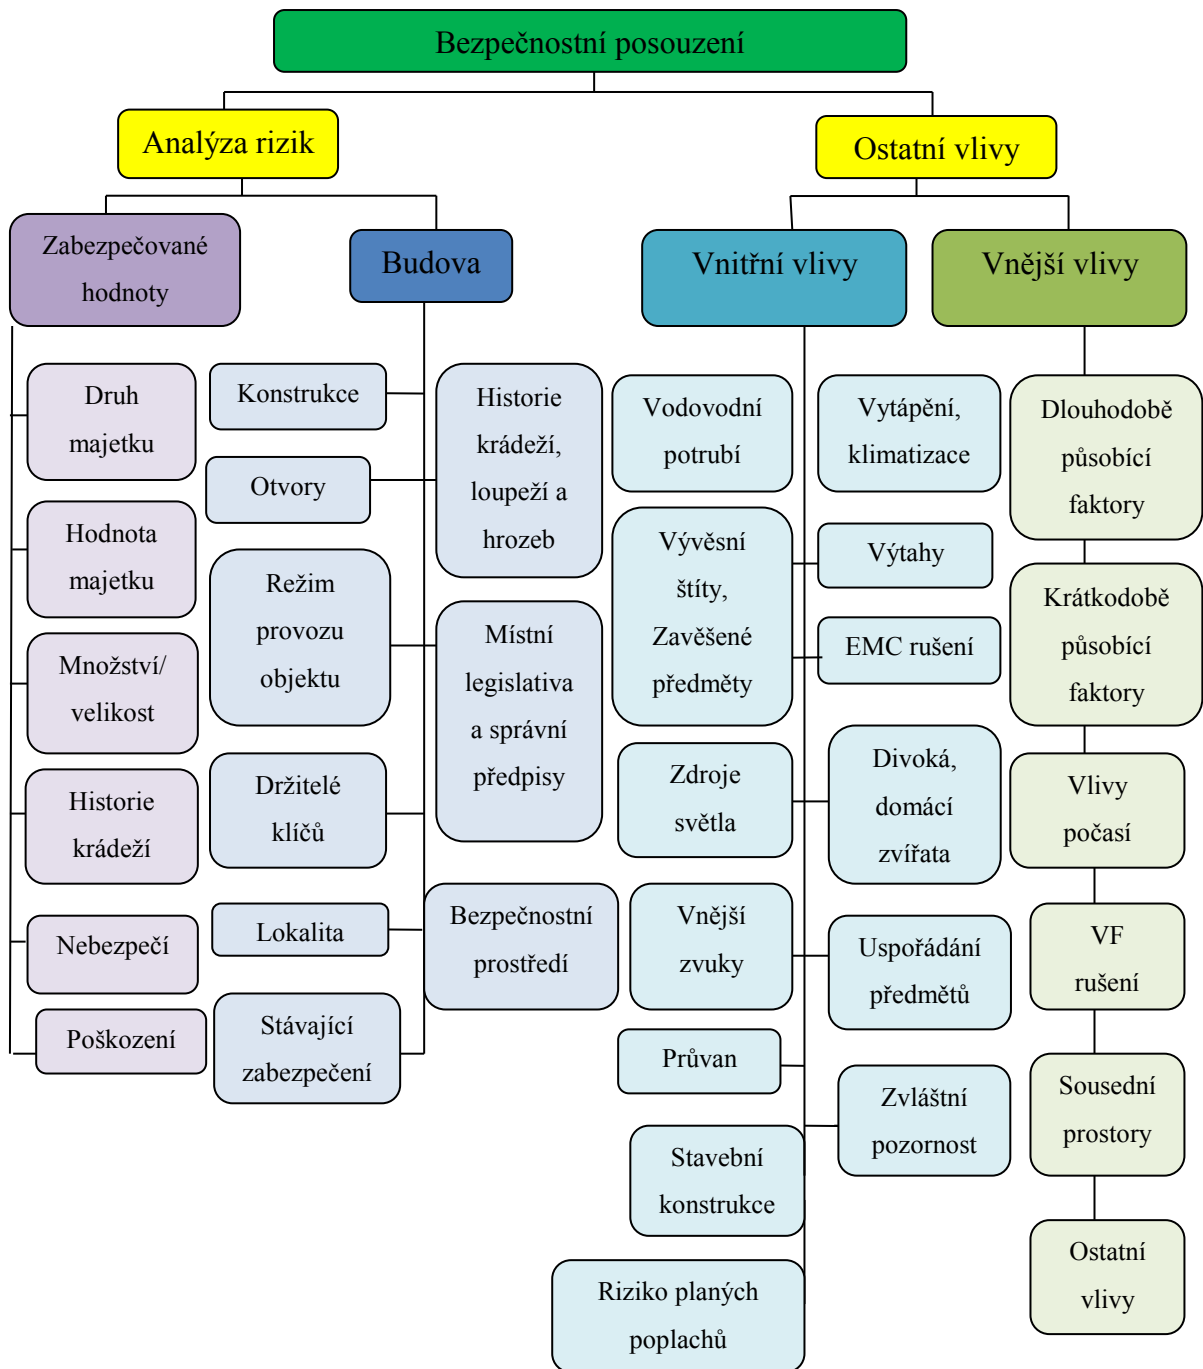 Bezpečnostní posouzení
Analýza rizik
Ostatní vlivy
Zabezpečované
hodnoty
Budova
Vnitřní vlivy
Vnější vlivy
Druh
majetku
Hodnota
majetku
Množství/
velikost
Historie
krádeží
Nebezpečí
Poškození
Konstrukce
Otvory
Režim
provozu
objektu
Držitelé
klíčů
Lokalita
Stávající
zabezpečení
Historie
krádeží,
loupeží a
hrozeb
Místní
legislativa
a správní
předpisy
Bezpečnostní
prostředí
Vodovodní
potrubí
Vývěsní
štíty,
Zavěšené
předměty
Zdroje
světla
Vnější
zvuky
Průvan
Stavební
konstrukce
Riziko planých
poplachů
Vytápění,
klimatizace
Výtahy
EMC rušení
Divoká,
domácí
zvířata
Uspořádání
předmětů
Zvláštní
pozornost
Dlouhodobě
působící
faktory
Krátkodobě
působící
faktory
Vlivy
počasí
VF
rušení
Sousední
prostory
Ostatní
vlivy